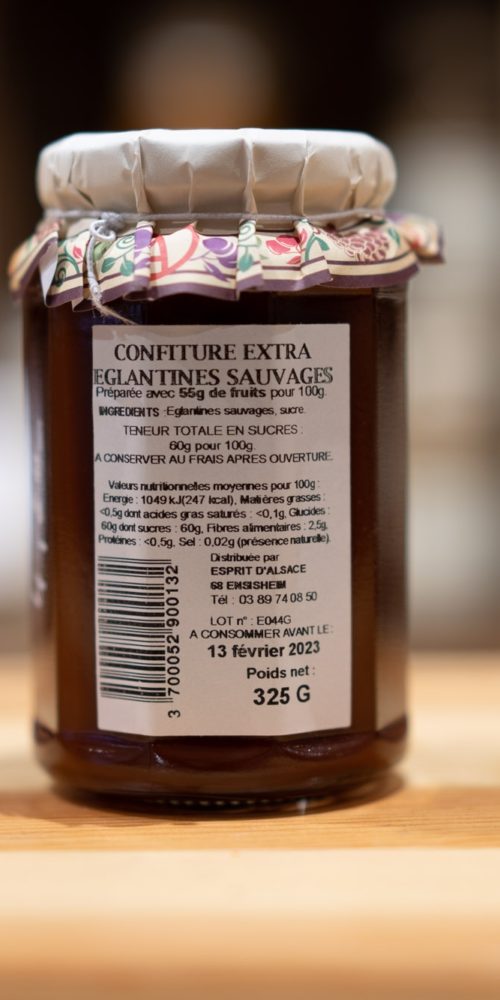 CONFITURE EXTRA
EGLANTINES SAUVAGES
Préparée avec 55g de fruits pour 100g.
INGREDIENTS :Eglantines sauvages, sucre.
TENEUR TOTALE EN SUCRES :
60g pour 100g.
A CONSERVER AU FRAIS APRES OUVERTURE.
Valeurs nutritionnelles moyennes pour 100g :
Energie : 1049 kJ(247 kcal), Matières grasses :
<0,5g dont acides gras saturés : <0,1g, Glucides :
60g dont sucres : 60g, Fibres alimentaires : 2,5g,
Protéines : <0,5g, Sel : 0,02g (présence naturelle).
Distribuée par
ESPRIT D'ALSACE
68 ENSISHEIM
Tél : 03 89 74 08 50
LOT n° : E044G
A CONSOMMER AVANT LE :
13 février 2023
Poids net :
325 G
3 700052 900132